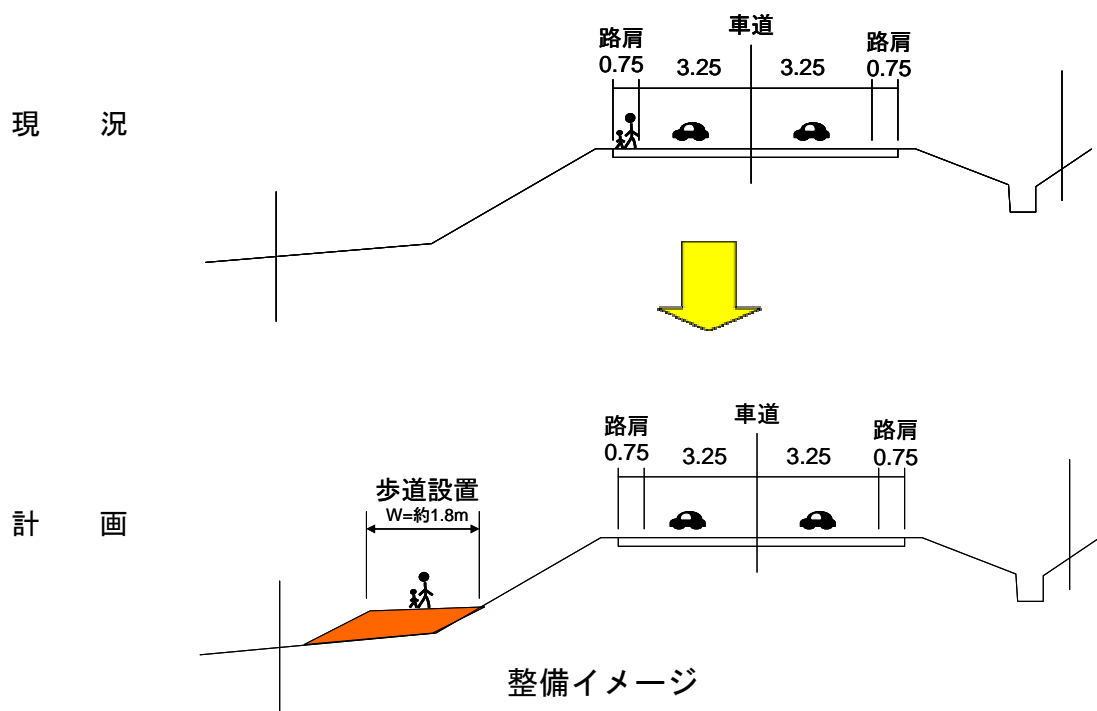 車道
路肩 路肩
0.75 3.25 3.25 0.75
現 況
車道
路肩 路肩
0.75 3.25 3.25 0.75
歩道設置
W=約1.8m
計 画
整備イメージ